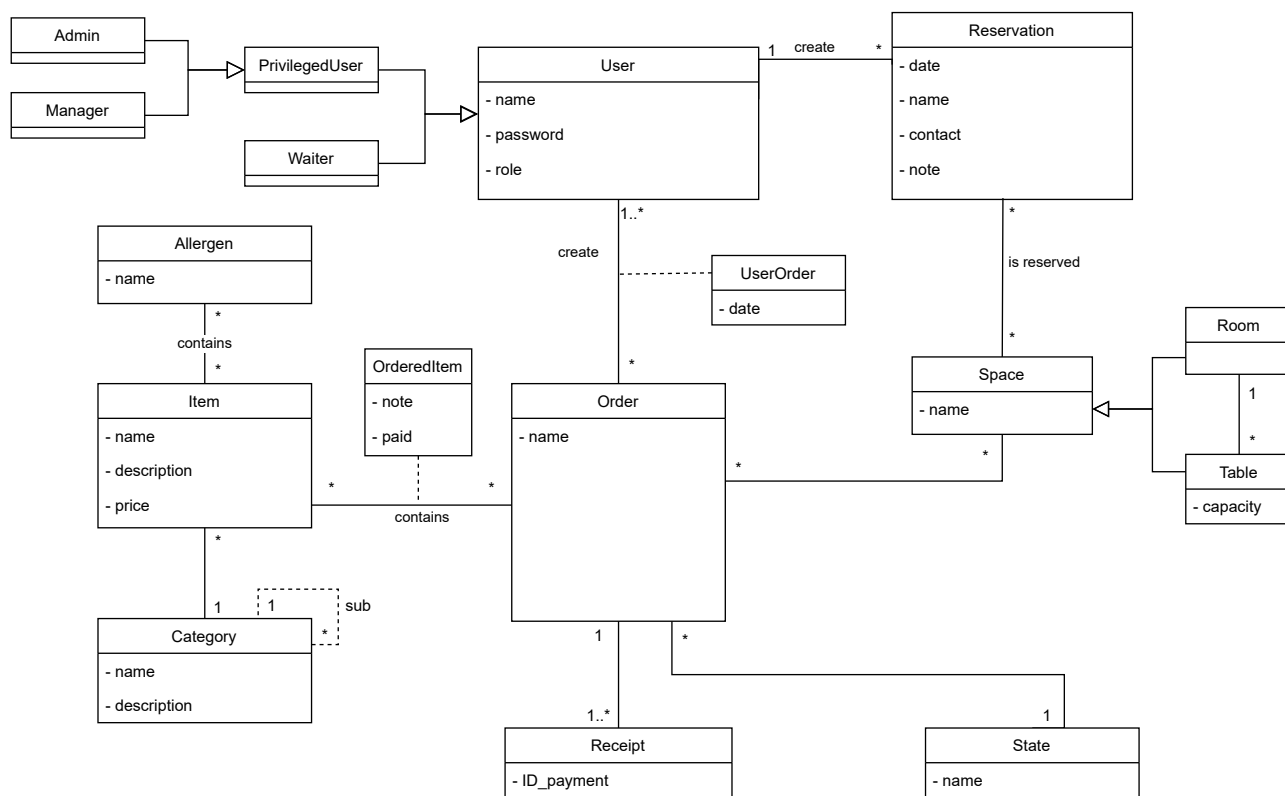 Admin
Manager
PrivilegedUser
Waiter
User
- name
- password
- role
1
create
*
Reservation
- date
- name
- contact
- note
1..*
create
*
UserOrder
- date
*
is reserved
*
Allergen
- name
*
contains
*
OrderedItem
- note
- paid
Item
- name
- description
- price
*
*
contains
Order
- name
*
*
Space
- name
Room
1
*
Table
- capacity
*
1
1
sub
*
Category
- name
- description
1
*
1..*
1
Receipt
- ID_payment
State
- name